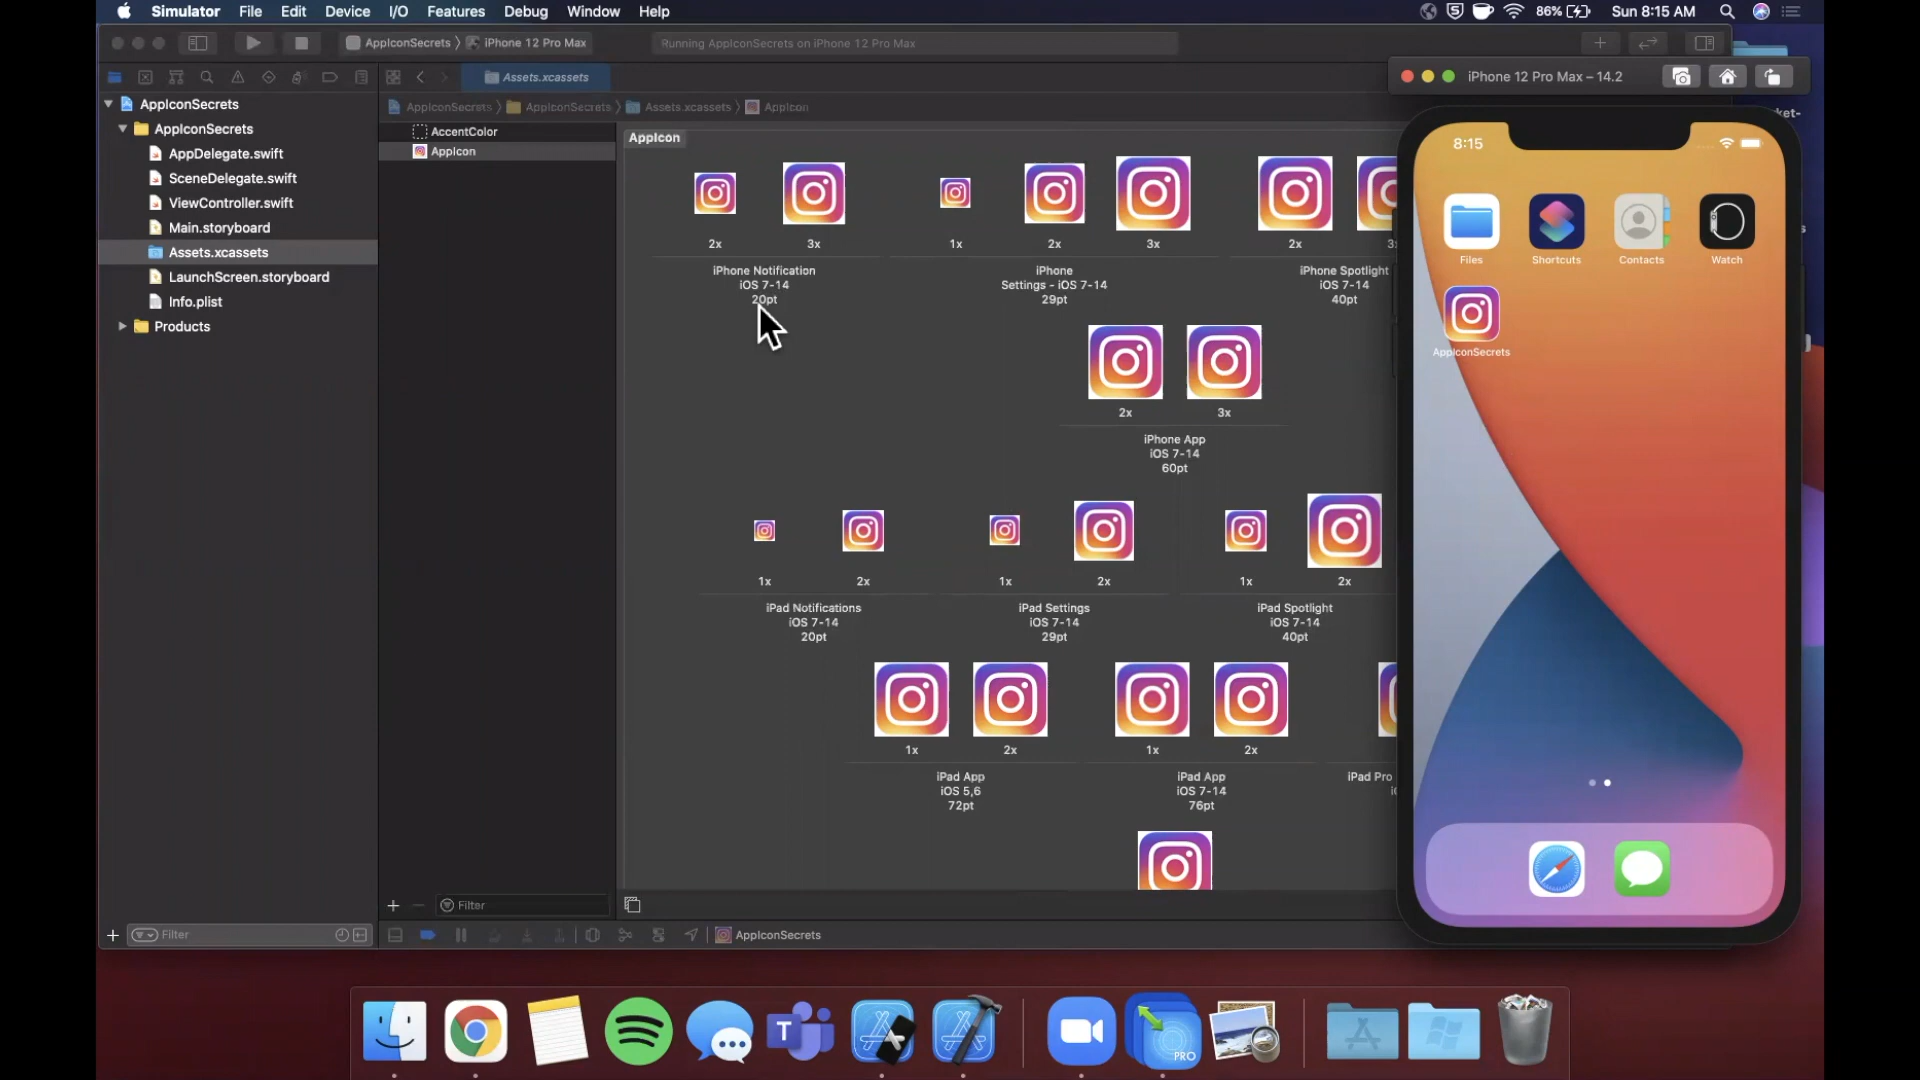 Simulator File Edit Device I/O Features Debug Window Help
86% Sun 8:15 AM
AppIconSecrets iPhone 12 Pro Max
Running AppIconSecrets on iPhone 12 Pro Max
Assets.xcassets
iPhone 12 Pro Max – 14.2
AppIconSecrets
AppIconSecrets
AppDelegate.swift
SceneDelegate.swift
ViewController.swift
Main.storyboard
Assets.xcassets
LaunchScreen.storyboard
Info.plist
Products
AppIconSecrets AppIconSecrets Assets.xcassets AppIcon
AccentColor
AppIcon
AppIcon
2x 3x
iPhone Notification
iOS 7-14
20pt
1x 2x 3x
iPhone
Settings - iOS 7-14
29pt
2x 3x
iPhone Spotlight
iOS 7-14
40pt
2x 3x
iPhone App
iOS 7-14
60pt
1x 2x
iPad Notifications
iOS 7-14
20pt
1x 2x
iPad Settings
iOS 7-14
29pt
1x 2x
iPad Spotlight
iOS 7-14
40pt
1x 2x
iPad App
iOS 5,6
72pt
1x 2x
iPad App
iOS 7-14
76pt
iPad Pro
8:15
Files
Shortcuts
Contacts
Watch
AppIconSecrets
Filter
Filter
AppIconSecrets
T
PRO